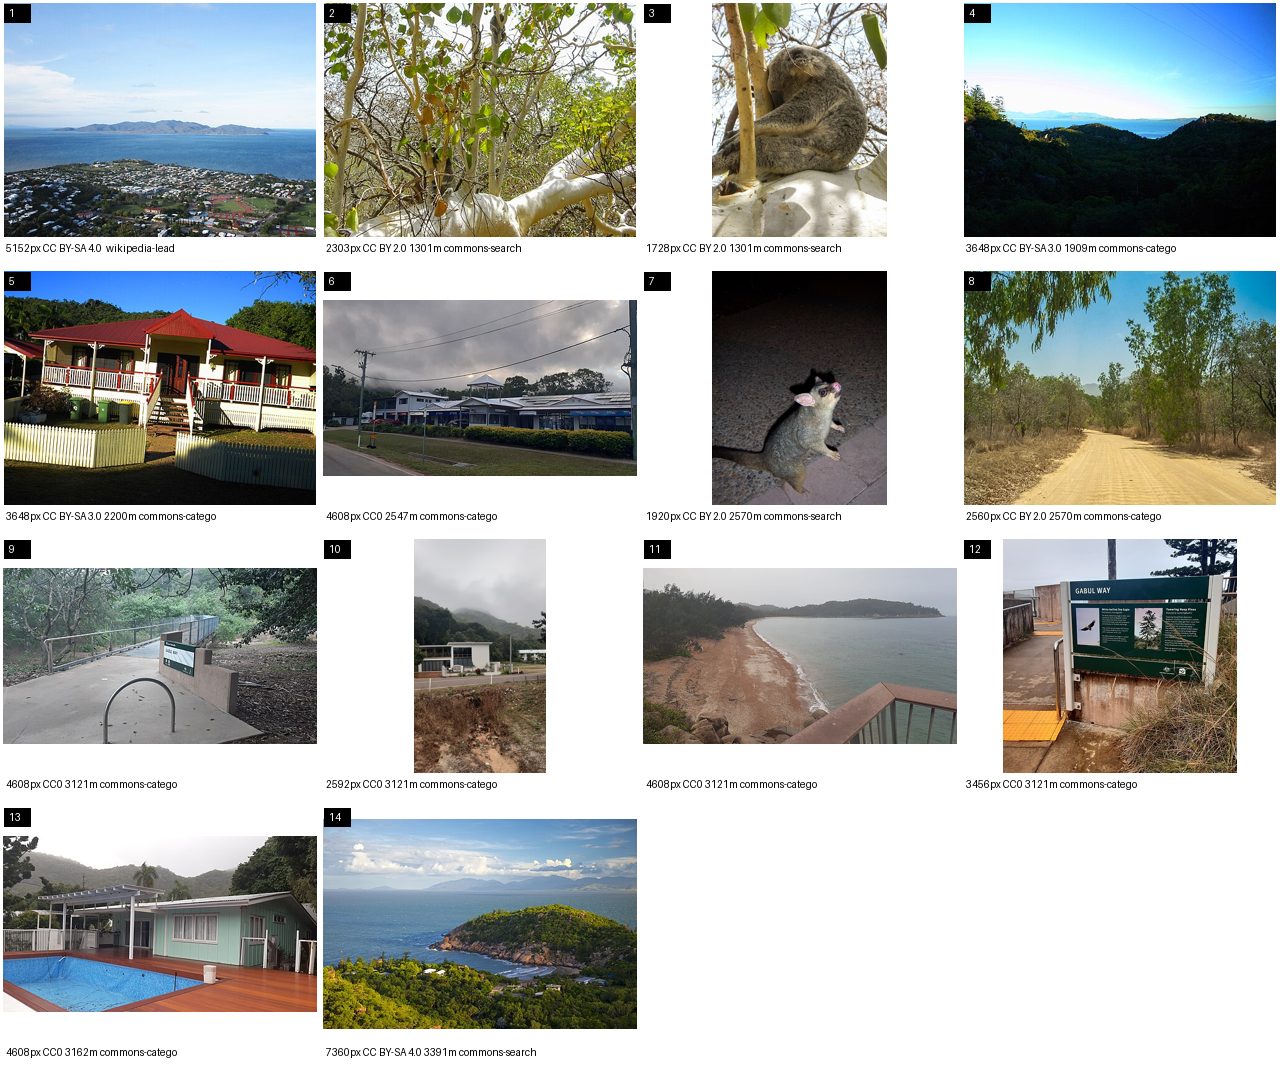 1
5152px CC BY-SA 4.0 wikipedia-lead
2
2303px CC BY 2.0 1301m commons-search
3
1728px CC BY 2.0 1301m commons-search
4
3648px CC BY-SA 3.0 1909m commons-catego
5
3648px CC BY-SA 3.0 2200m commons-catego
6
4608px CC0 2547m commons-catego
7
1920px CC BY 2.0 2570m commons-search
8
2560px CC BY 2.0 2570m commons-catego
9
GABUL WAY
4608px CC0 3121m commons-catego
10
2592px CC0 3121m commons-catego
11
4608px CC0 3121m commons-catego
12
GABUL WAY
3456px CC0 3121m commons-catego
13
4608px CC0 3162m commons-catego
14
7360px CC BY-SA 4.0 3391m commons-search